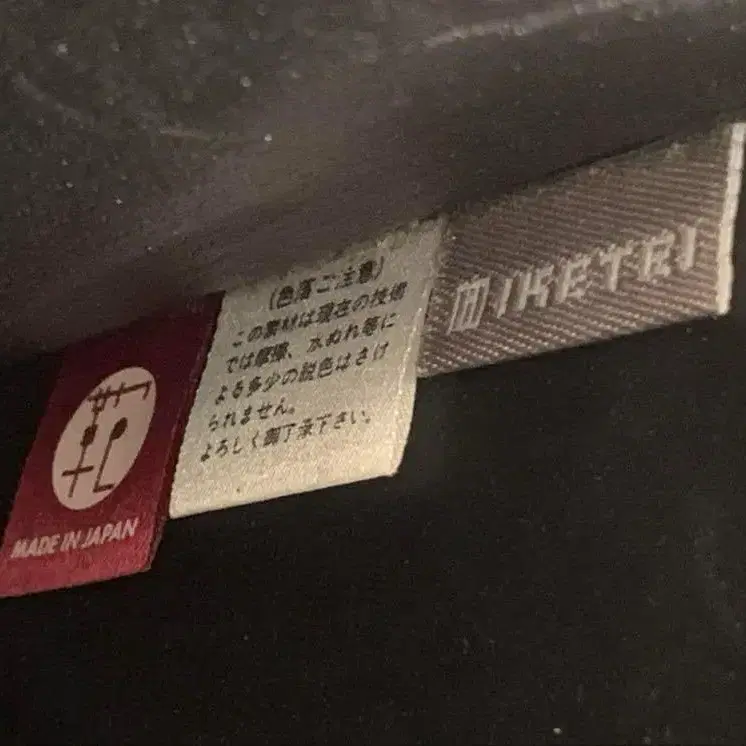 (色落ご注意)
この素材は現在の技術
では摩擦、水ぬれ等に
よる多少の脱色はさけ
られません。
よろしく御了承下さい。
IKETEI
MADE IN JAPAN